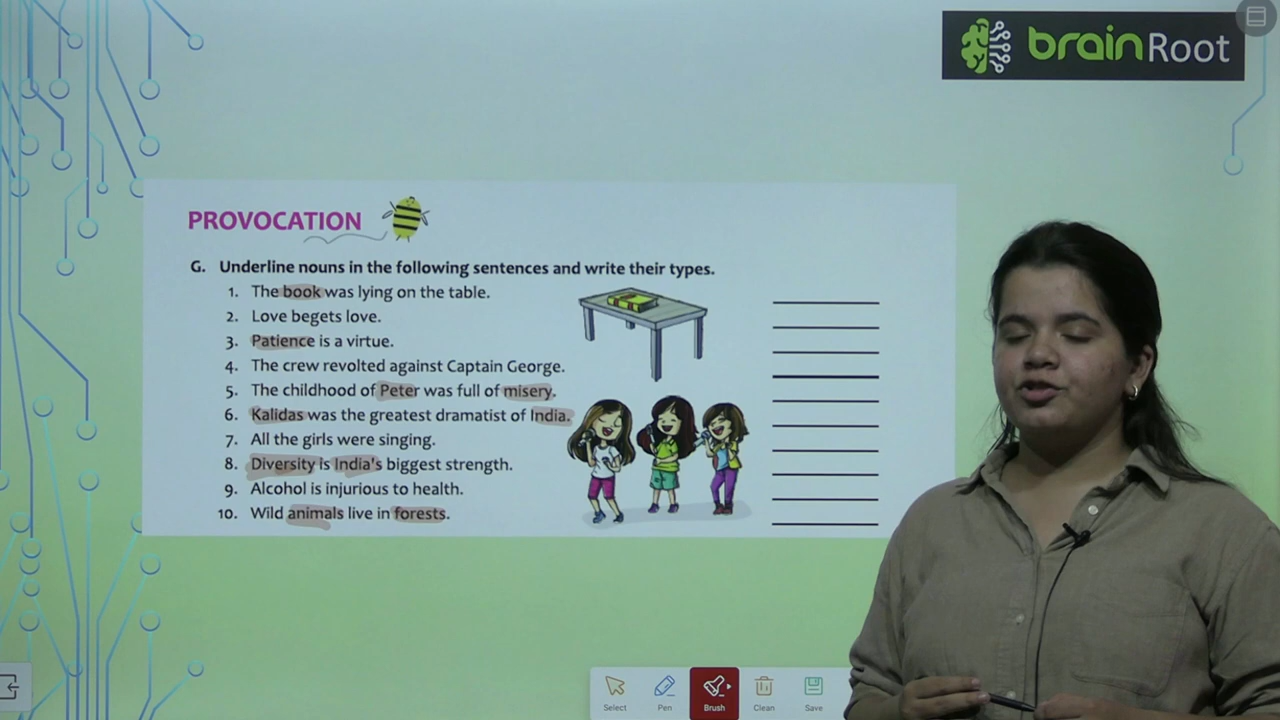 brainRoot
PROVOCATION
G. Underline nouns in the following sentences and write their types.
1. The book was lying on the table.
2. Love begets love.
3. Patience is a virtue.
4. The crew revolted against Captain George.
5. The childhood of Peter was full of misery.
6. Kalidas was the greatest dramatist of India.
7. All the girls were singing.
8. Diversity is India's biggest strength.
9. Alcohol is injurious to health.
10. Wild animals live in forests.
Select Pen Brush Clean Save